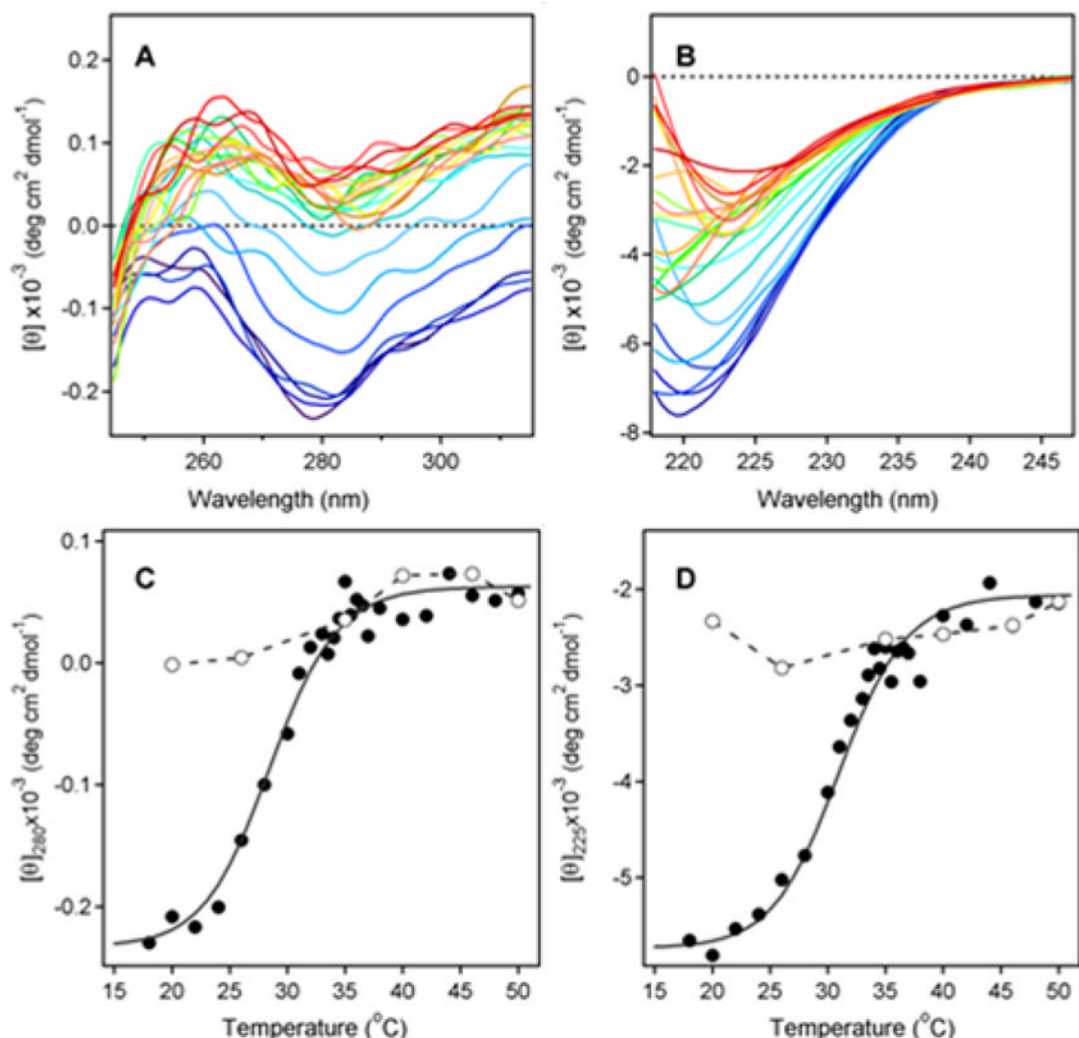 A
[θ] x10⁻³ (deg cm² dmol⁻¹)
0.2
0.1
0.0
-0.1
-0.2
260
280
300
Wavelength (nm)
B
[θ] x10⁻³ (deg cm² dmol⁻¹)
0
-2
-4
-6
-8
220
225
230
235
240
245
Wavelength (nm)
C
[θ]₂₈₀x10⁻³ (deg cm² dmol⁻¹)
0.1
0.0
-0.1
-0.2
15 20 25 30 35 40 45 50
Temperature (°C)
D
[θ]₂₂₅x10⁻³ (deg cm² dmol⁻¹)
-2
-3
-4
-5
15 20 25 30 35 40 45 50
Temperature (°C)